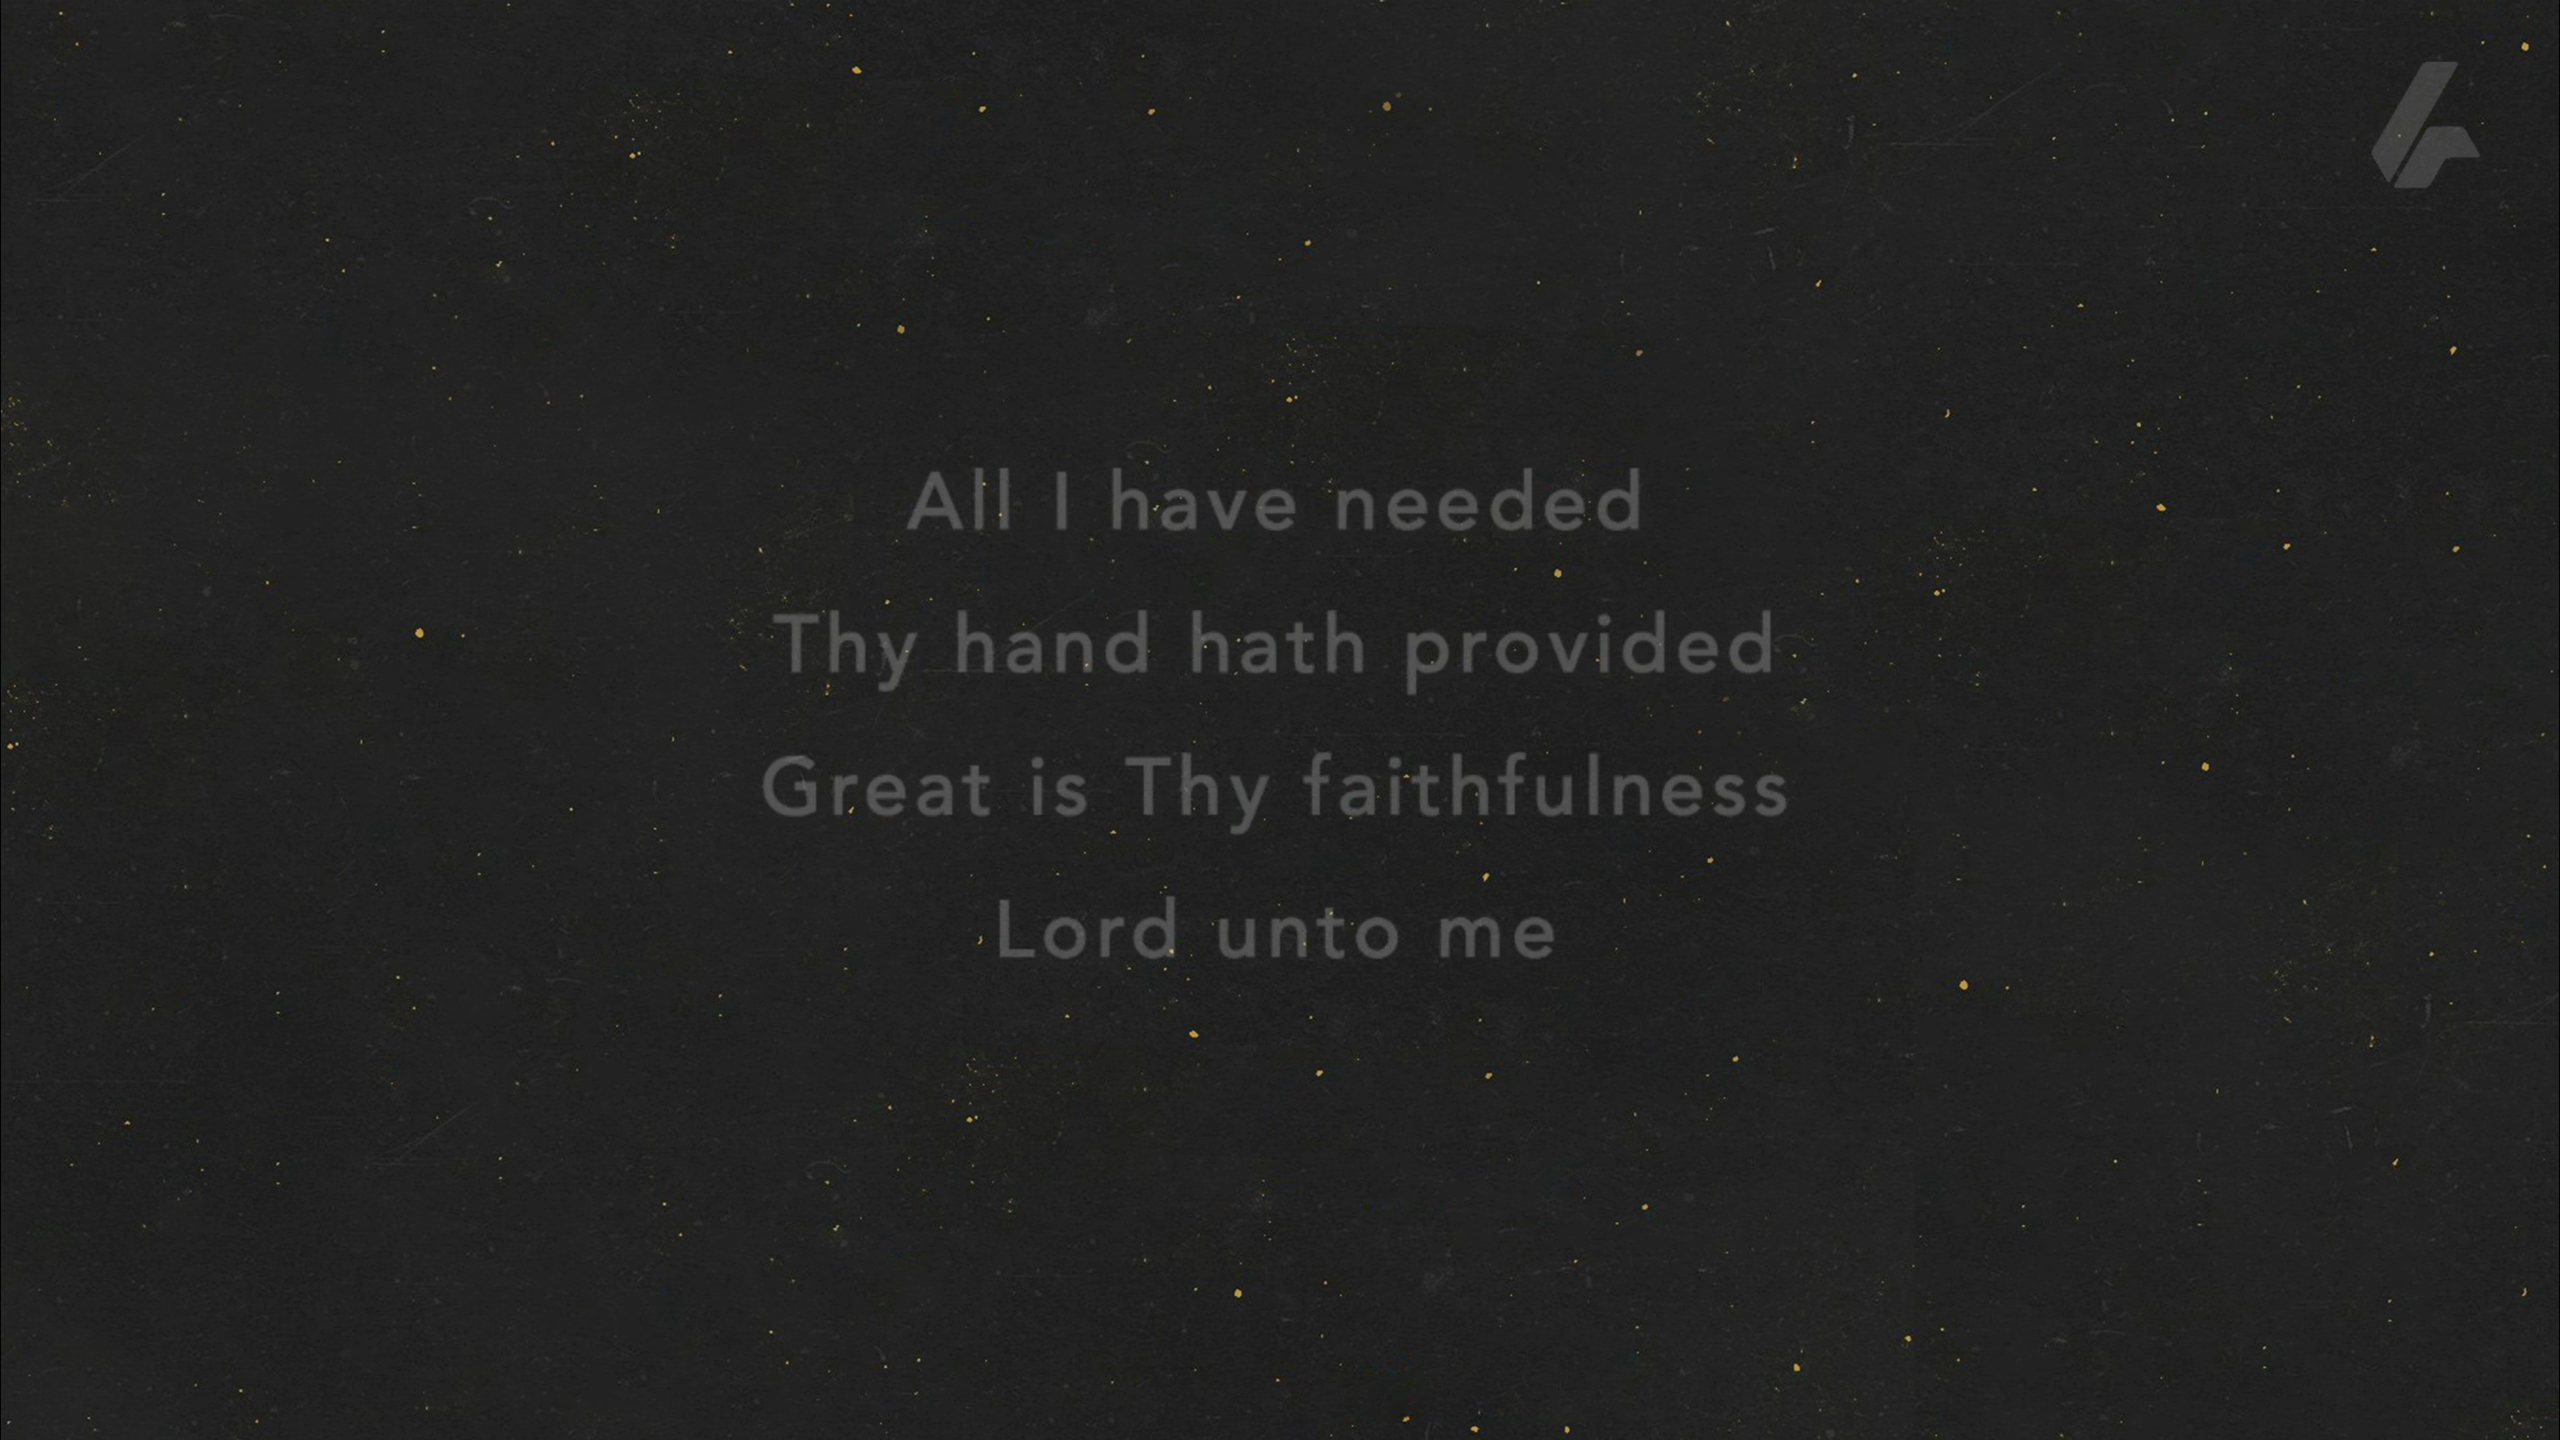 All I have needed
Thy hand hath provided
Great is Thy faithfulness
Lord unto me